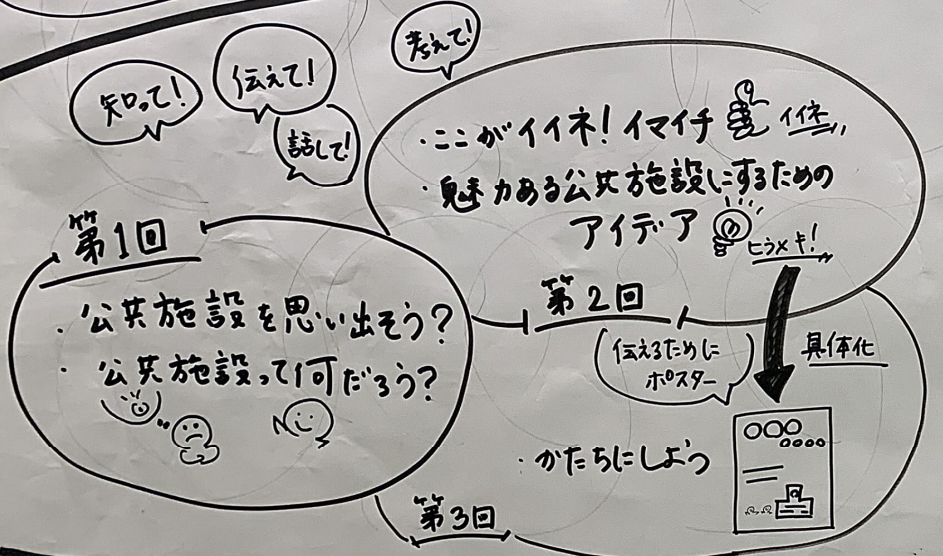 知って!
伝えて!
話して!
考えて!
・ここがイイネ! イマイチ
イイネ
・魅力ある公共施設にするための
アイデア
ヒラメキ!
第1回
・公共施設を思い出そう?
・公共施設って何だろう?
第2回
伝えるために
ポスター
具体化
・かたちにしよう
第3回